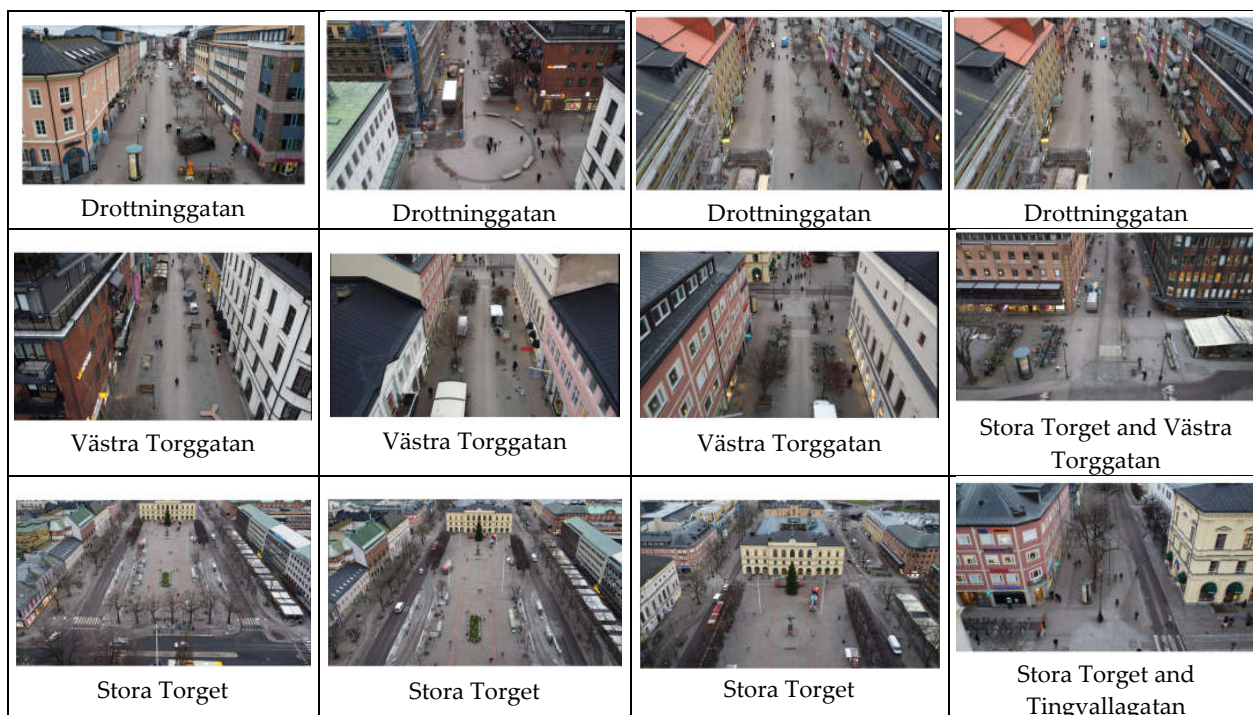 Drottninggatan
Drottninggatan
Drottninggatan
Drottninggatan
Västra Torggatan
Västra Torggatan
Västra Torggatan
Stora Torget and Västra
Torggatan
Stora Torget
Stora Torget
Stora Torget
Stora Torget and
Tingvallagatan